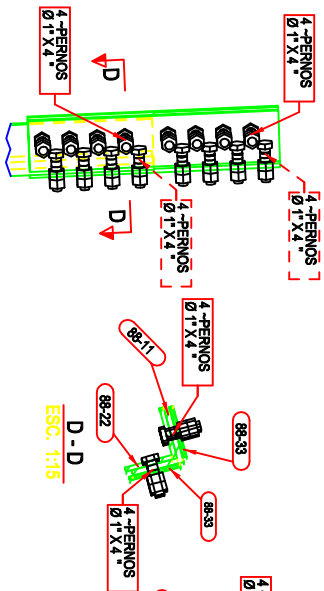 4 ~PERNOS
Ø 1" X 4 "
4 ~PERNOS
Ø 1" X 4 "
D
D
4 ~PERNOS
Ø 1" X 4 "
4 ~PERNOS
Ø 1" X 4 "
4 ~PERNOS
Ø 1" X 4 "
88-11
88-33
88-22
88-33
4 ~PERNOS
Ø 1" X 4 "
D - D
ESC. 1:15